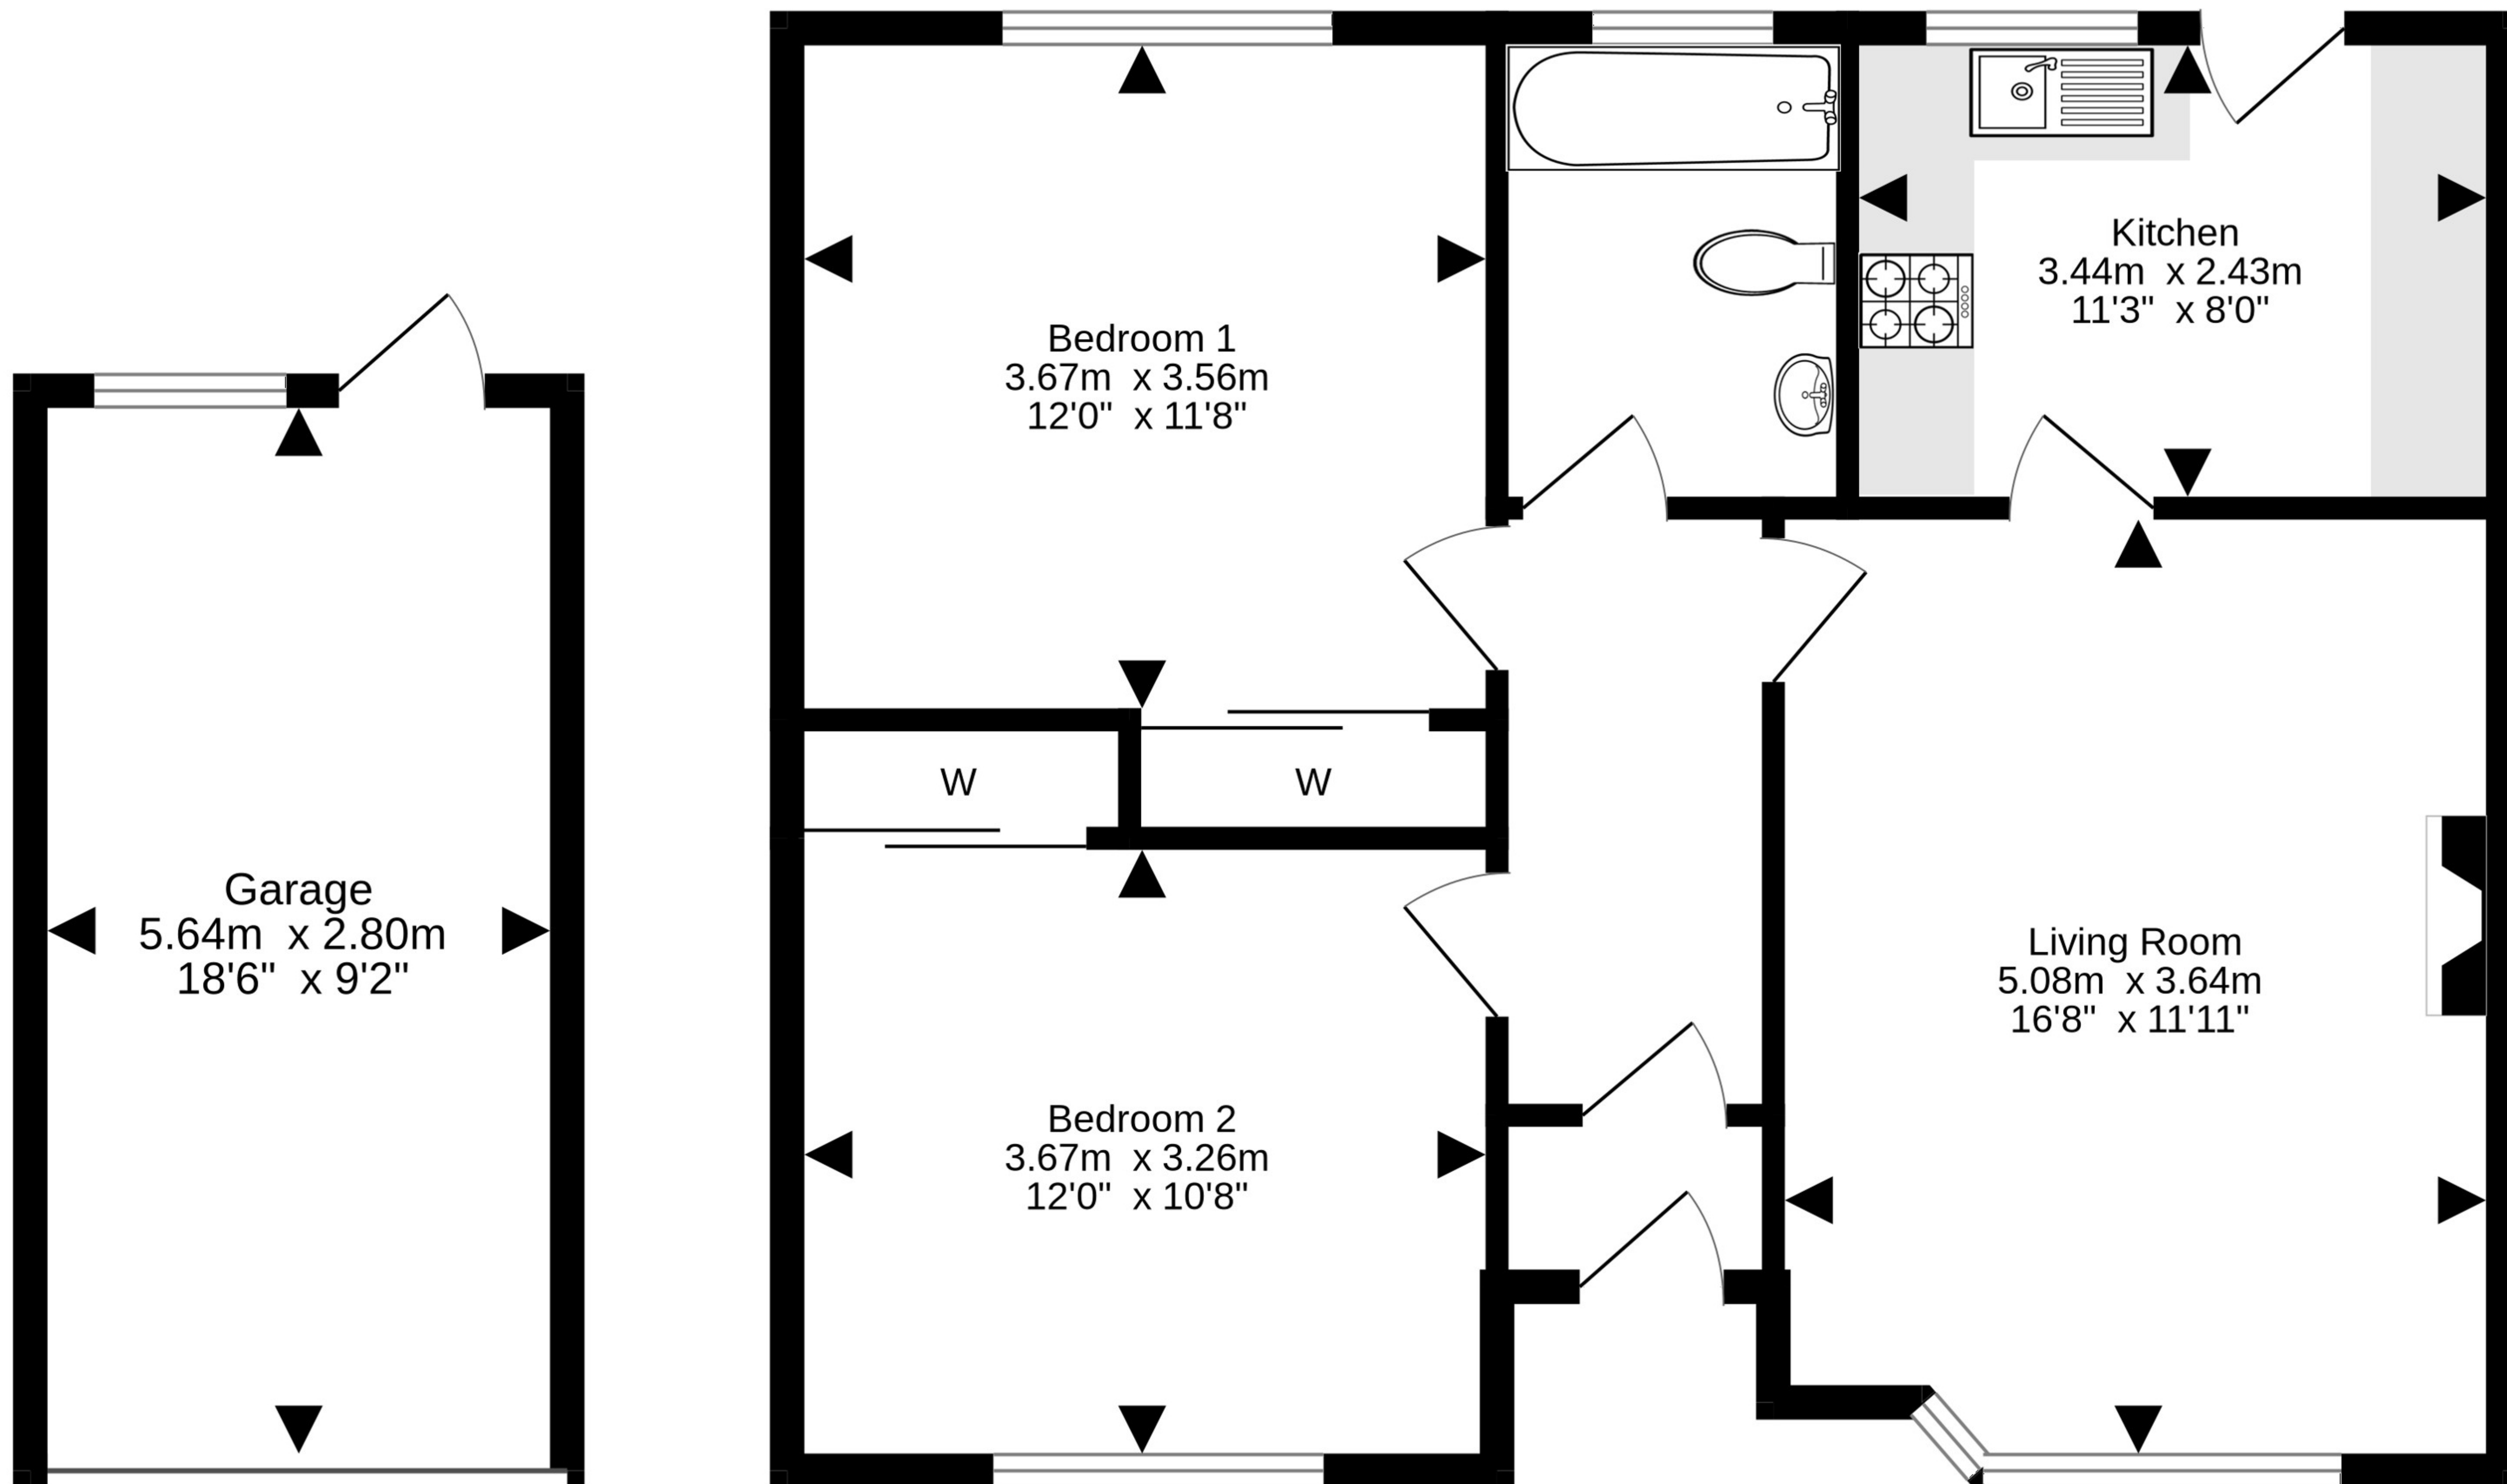 Kitchen
3.44m x 2.43m
11'3" x 8'0"
Bedroom 1
3.67m x 3.56m
12'0" x 11'8"
W
W
Garage
5.64m x 2.80m
18'6" x 9'2"
Living Room
5.08m x 3.64m
16'8" x 11'11"
Bedroom 2
3.67m x 3.26m
12'0" x 10'8"